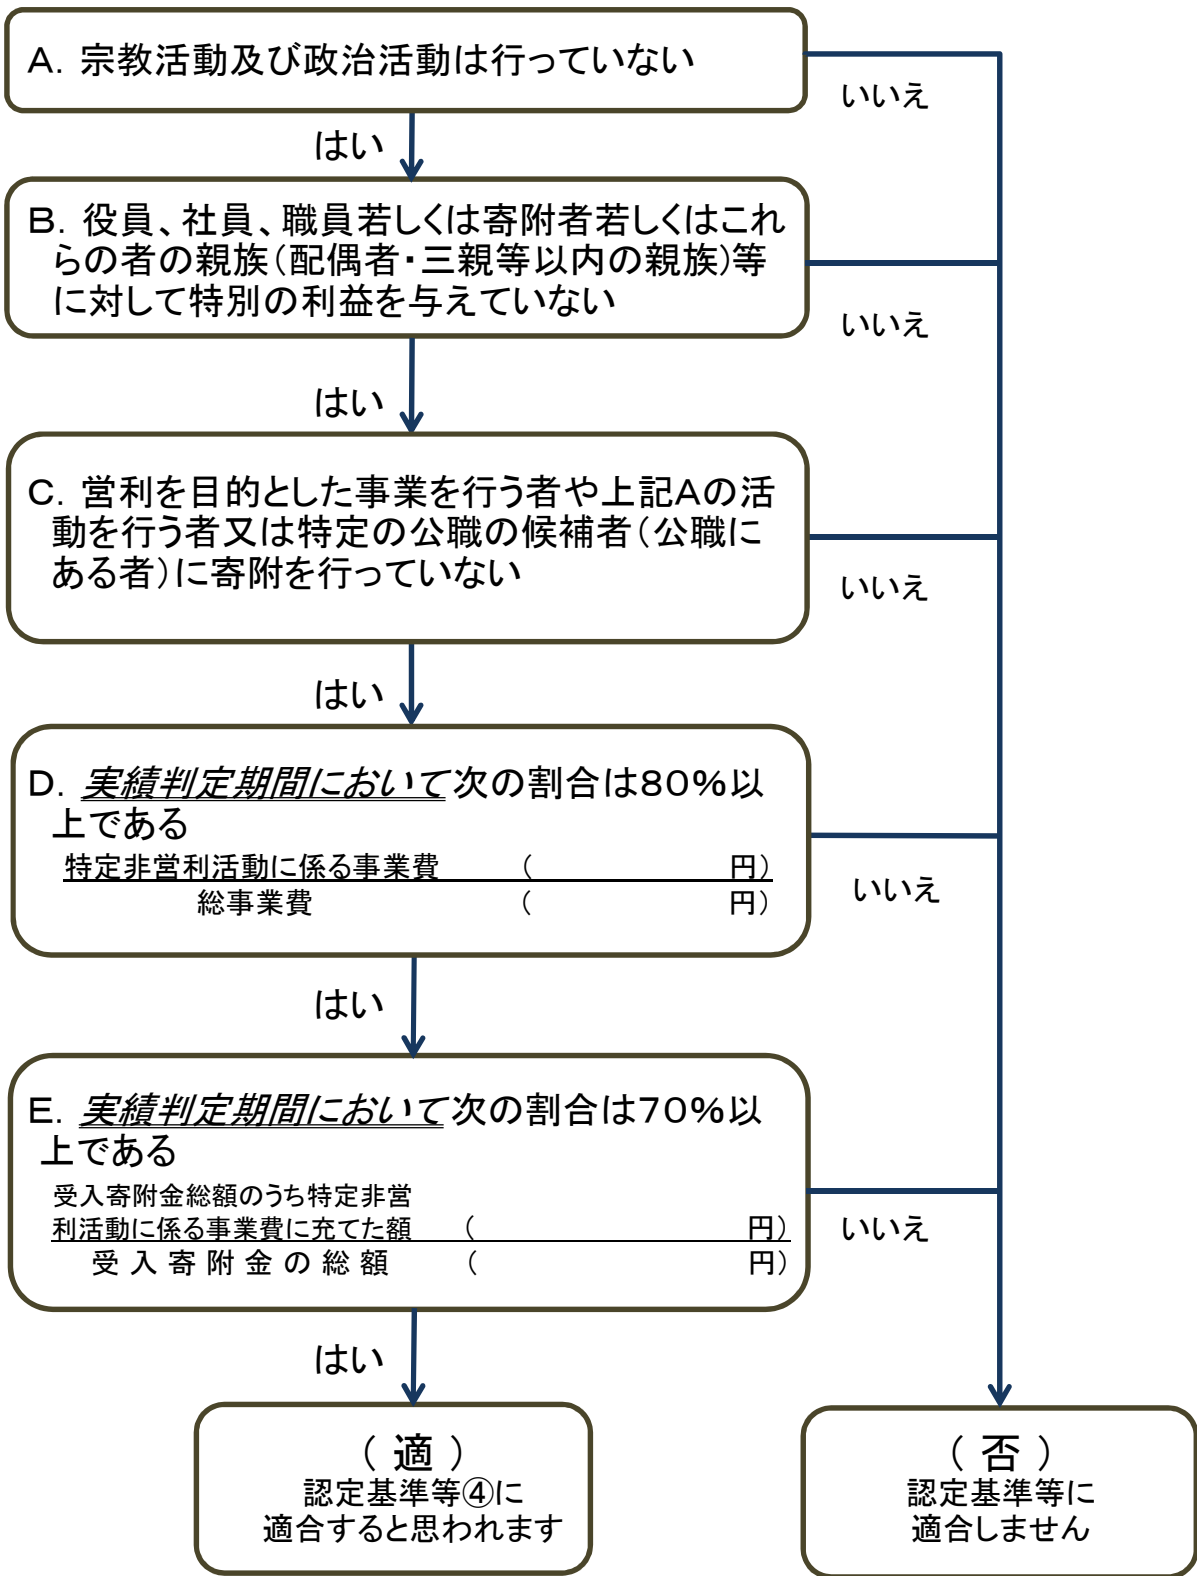 A．宗教活動及び政治活動は行っていない
いいえ
はい
B．役員、社員、職員若しくは寄附者若しくはこれ
らの者の親族（配偶者・三親等以内の親族）等
に対して特別の利益を与えていない
いいえ
はい
C．営利を目的とした事業を行う者や上記Aの活
動を行う者又は特定の公職の候補者（公職に
ある者）に寄附を行っていない
いいえ
はい
D．実績判定期間において次の割合は80％以
上である
特定非営利活動に係る事業費 （ 円）
総事業費 （ 円）
いいえ
はい
E．実績判定期間において次の割合は70％以
上である
受入寄附金総額のうち特定非営
利活動に係る事業費に充てた額 （ 円）
受入寄附金の総額 （ 円）
いいえ
はい
（適）
認定基準等④に
適合すると思われます
（否）
認定基準等に
適合しません